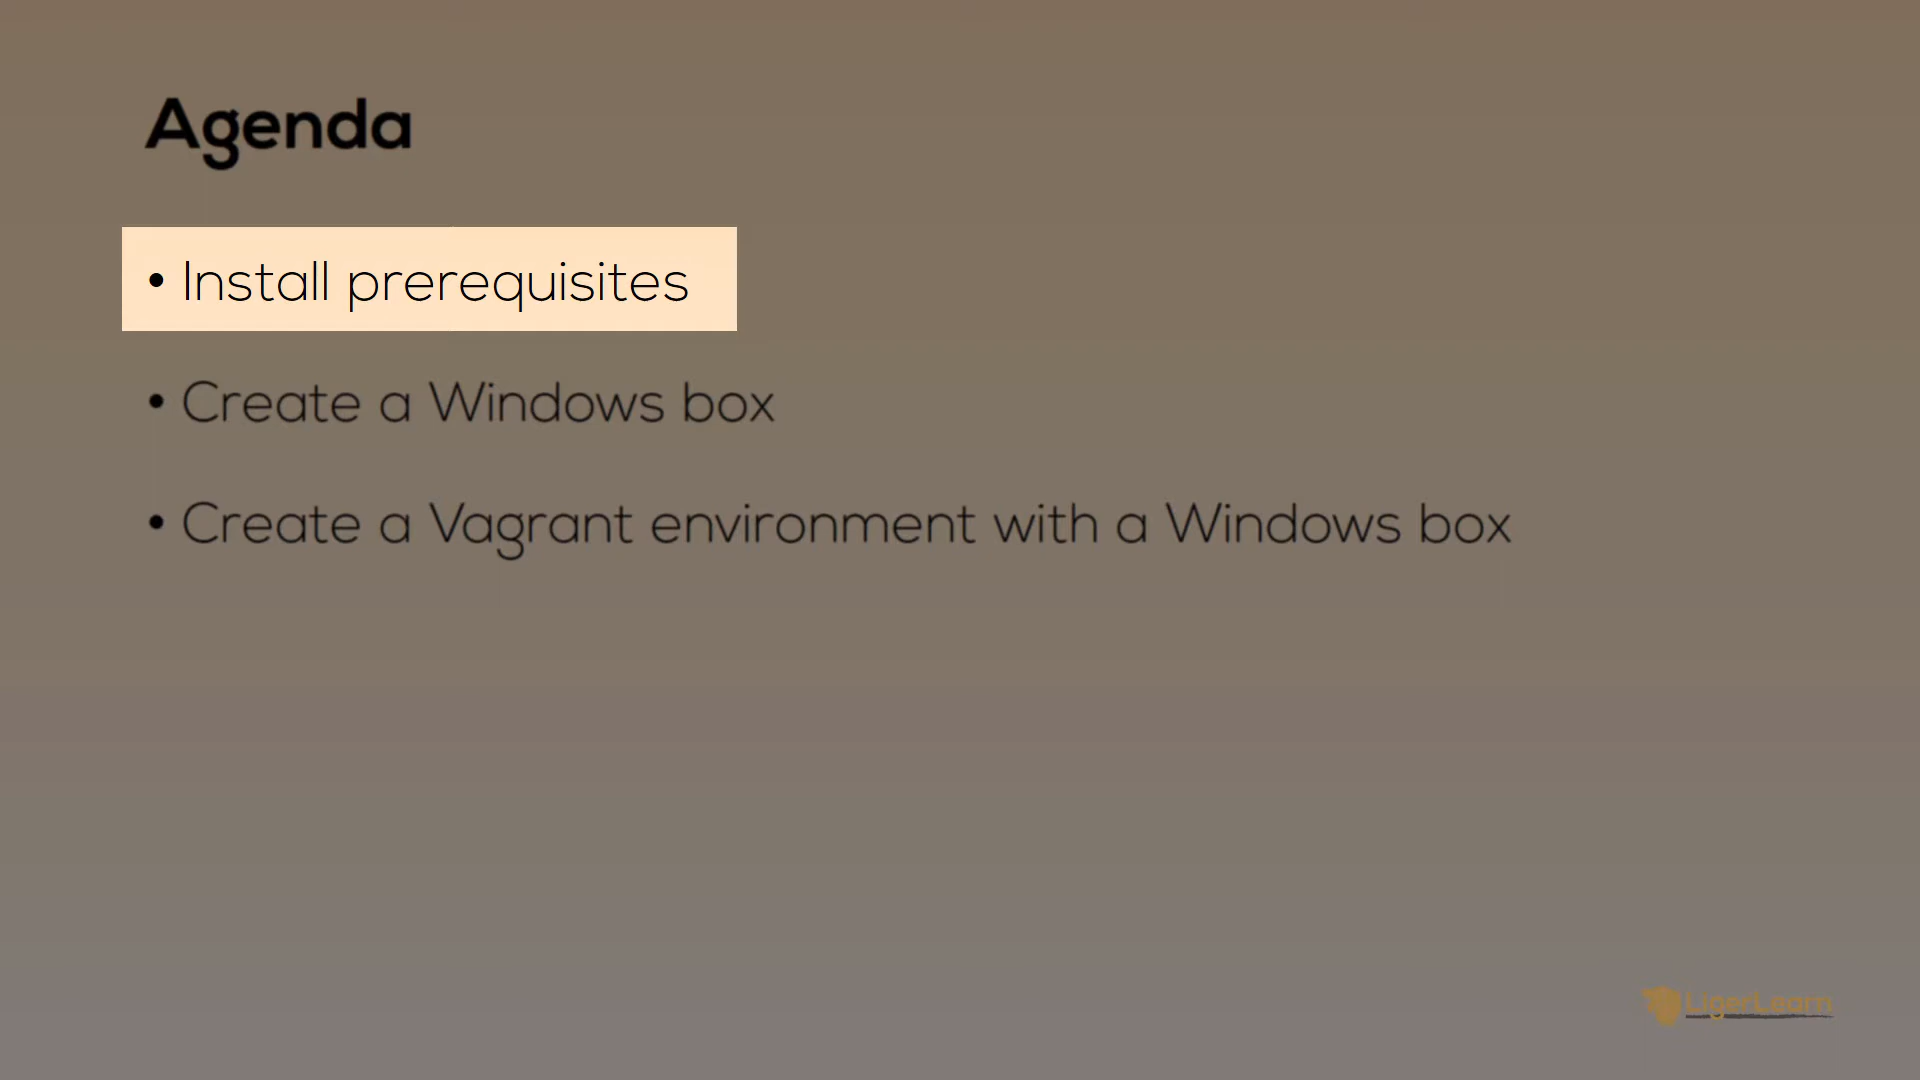 Agenda
• Install prerequisites
• Create a Windows box
• Create a Vagrant environment with a Windows box
LigerLearn